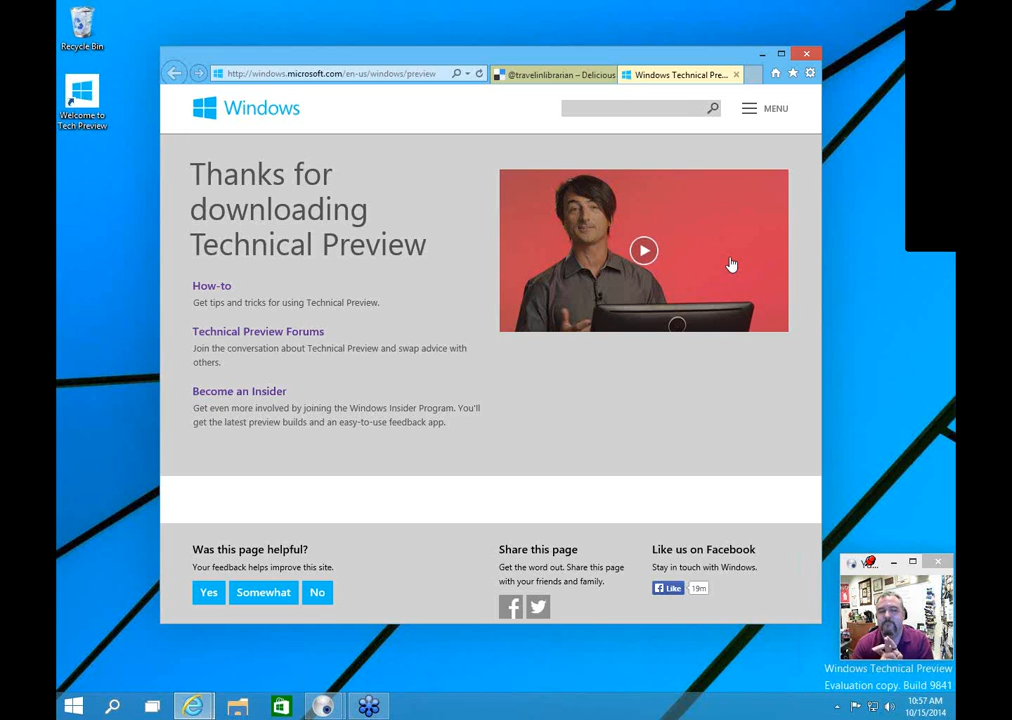 Recycle Bin
Welcome to
Tech Preview
http://windows.microsoft.com/en-us/windows/preview
@travelinlibrarian – Delicious
Windows Technical Pre...
Windows
MENU
Thanks for
downloading
Technical Preview
How-to
Get tips and tricks for using Technical Preview.
Technical Preview Forums
Join the conversation about Technical Preview and swap advice with
others.
Become an Insider
Get even more involved by joining the Windows Insider Program. You'll
get the latest preview builds and an easy-to-use feedback app.
Was this page helpful?
Your feedback helps improve this site.
Yes
Somewhat
No
Share this page
Get the word out. Share this page
with your friends and family.
Like us on Facebook
Stay in touch with Windows.
Like
19m
Windows Technical Preview
Evaluation copy. Build 9841
10:57 AM
10/15/2014